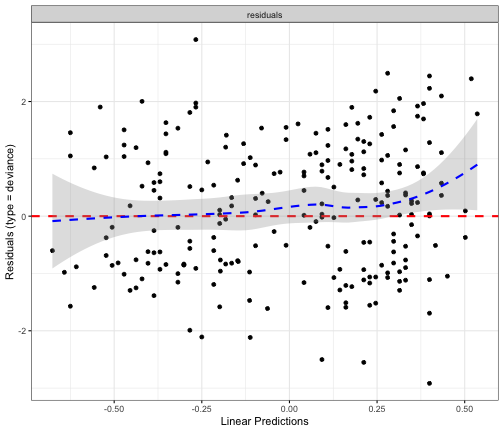 residuals
Residuals (type = deviance)
2
0
-2
-0.50
-0.25
0.00
0.25
0.50
Linear Predictions